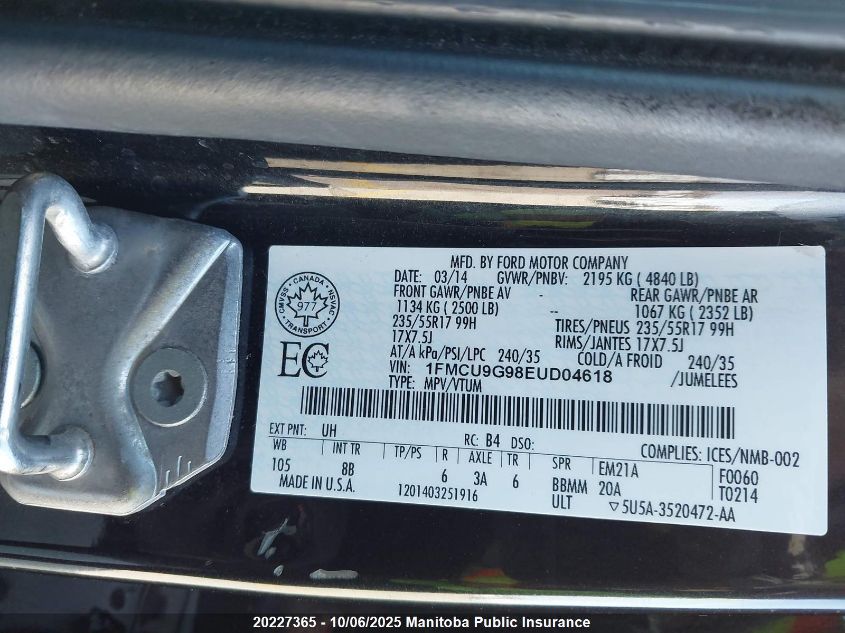 MFD. BY FORD MOTOR COMPANY
DATE: 03/14 GVWR/PNBV: 2195 KG ( 4840 LB)
FRONT GAWR/PNBE AV - REAR GAWR/PNBE AR
1134 KG ( 2500 LB) -- 1067 KG ( 2352 LB)
235/55R17 99H TIRES/PNEUS 235/55R17 99H
17X7.5J RIMS/JANTES 17X7.5J
AT/A kPa/PSI/LPC 240/35 COLD/A FROID 240/35
VIN: 1FMCU9G98EUD04618 /JUMELEES
TYPE: MPV/VTUM
CANADA
CMVSS NSVAC
977
TRANSPORT
EC
EXT PNT: UH RC: B4 DSO: COMPLIES: ICES/NMB-002
WB INT TR TP/PS R AXLE TR SPR EM21A F0060
105 8B 6 3A 6 BBMM 20A T0214
MADE IN U.S.A. 1201403251916 ULT ▽5U5A-3520472-AA
20227365 - 10/06/2025 Manitoba Public Insurance